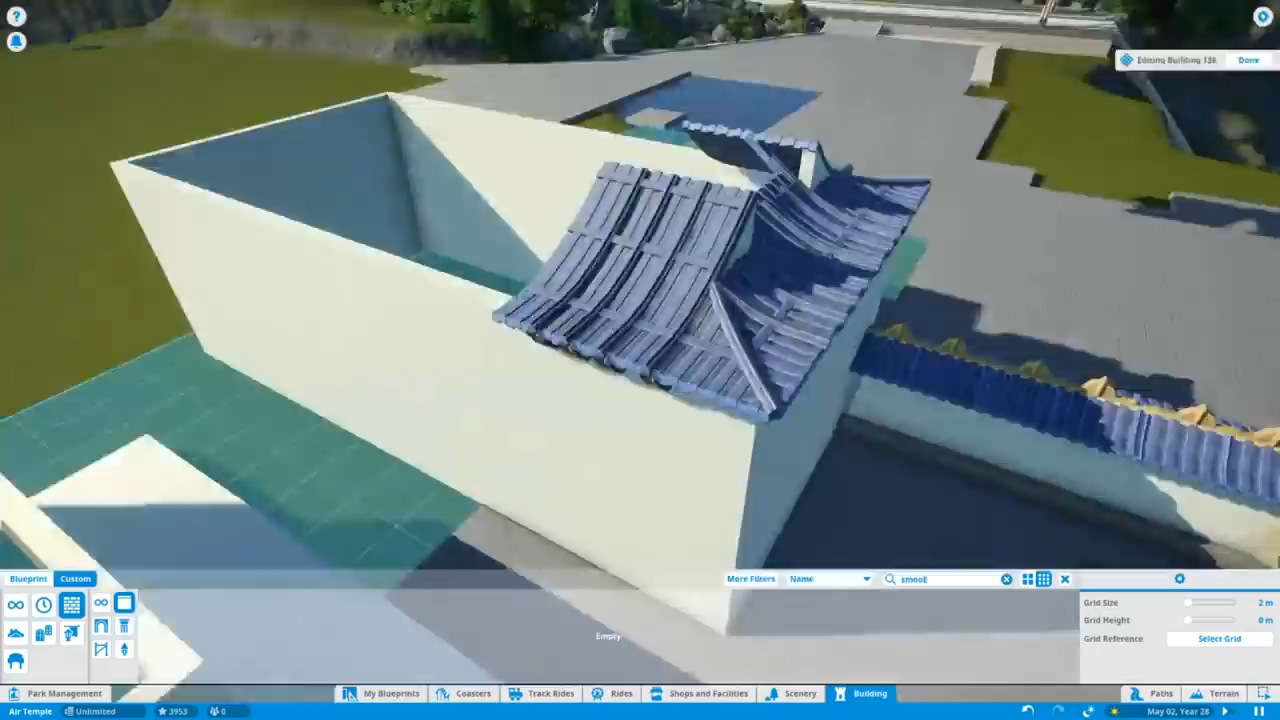 ?
Editing Building 156 Done
Blueprint Custom
More Filters Name smooE
Grid Size 2 m
Empty
Grid Height 0 m
Grid Reference Select Grid
Park Management My Blueprints Coasters Track Rides Rides Shops and Facilities Scenery Building Paths Terrain
Air Temple Unlimited 3953 0 May 02, Year 28